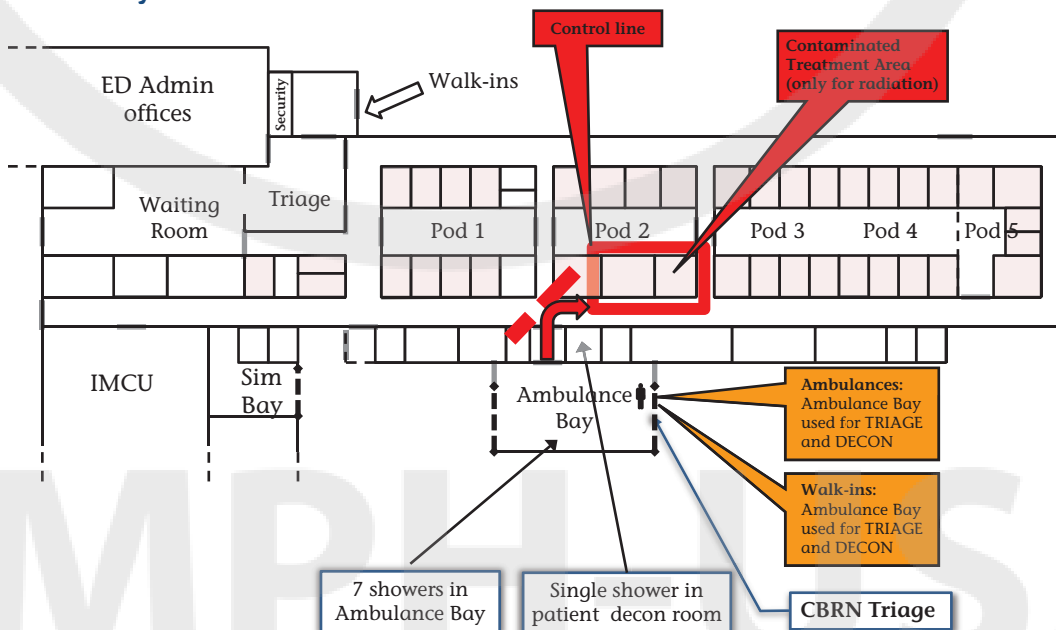 Control line
Contaminated
Treatment Area
(only for radiation)
ED Admin
offices
Security
Walk-ins
Waiting
Room
Triage
Pod 1
Pod 2
Pod 3
Pod 4
Pod 5
IMCU
Sim
Bay
Ambulance
Bay
Ambulances:
Ambulance Bay
used for TRIAGE
and DECON
Walk-ins:
Ambulance Bay
used for TRIAGE
and DECON
7 showers in
Ambulance Bay
Single shower in
patient decon room
CBRN Triage
MPH-US